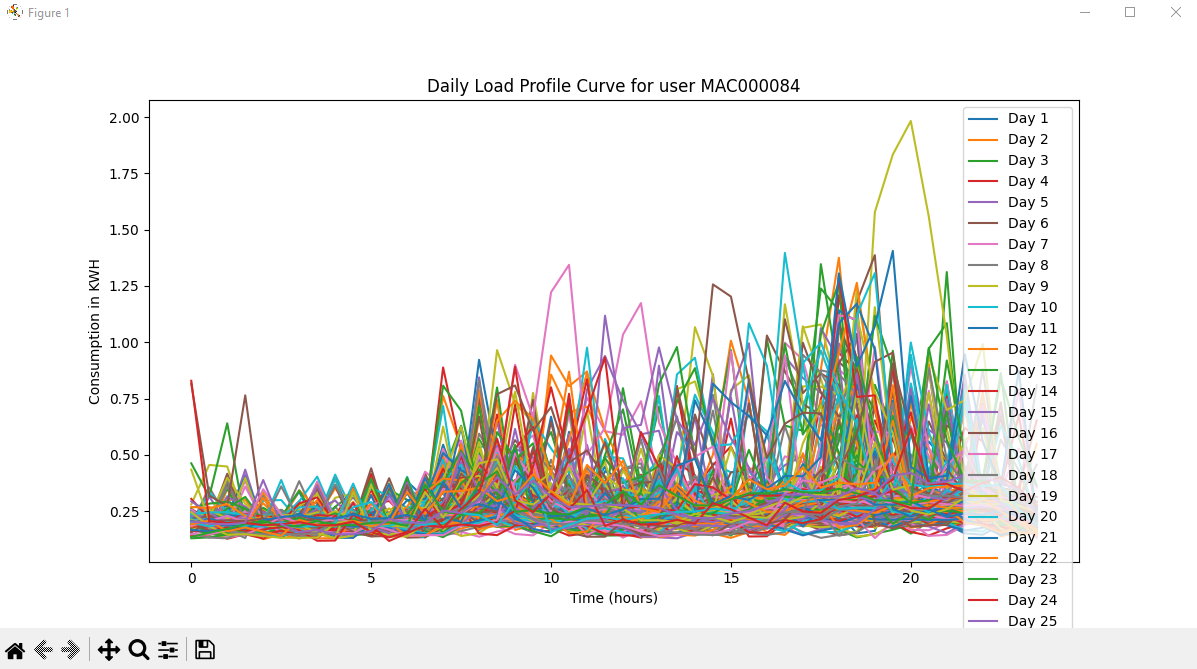 Figure 1
Daily Load Profile Curve for user MAC000084
2.00
1.75
1.50
1.25
1.00
0.75
0.50
0.25
Consumption in KWH
0
5
10
15
20
Time (hours)
Day 1
Day 2
Day 3
Day 4
Day 5
Day 6
Day 7
Day 8
Day 9
Day 10
Day 11
Day 12
Day 13
Day 14
Day 15
Day 16
Day 17
Day 18
Day 19
Day 20
Day 21
Day 22
Day 23
Day 24
Day 25